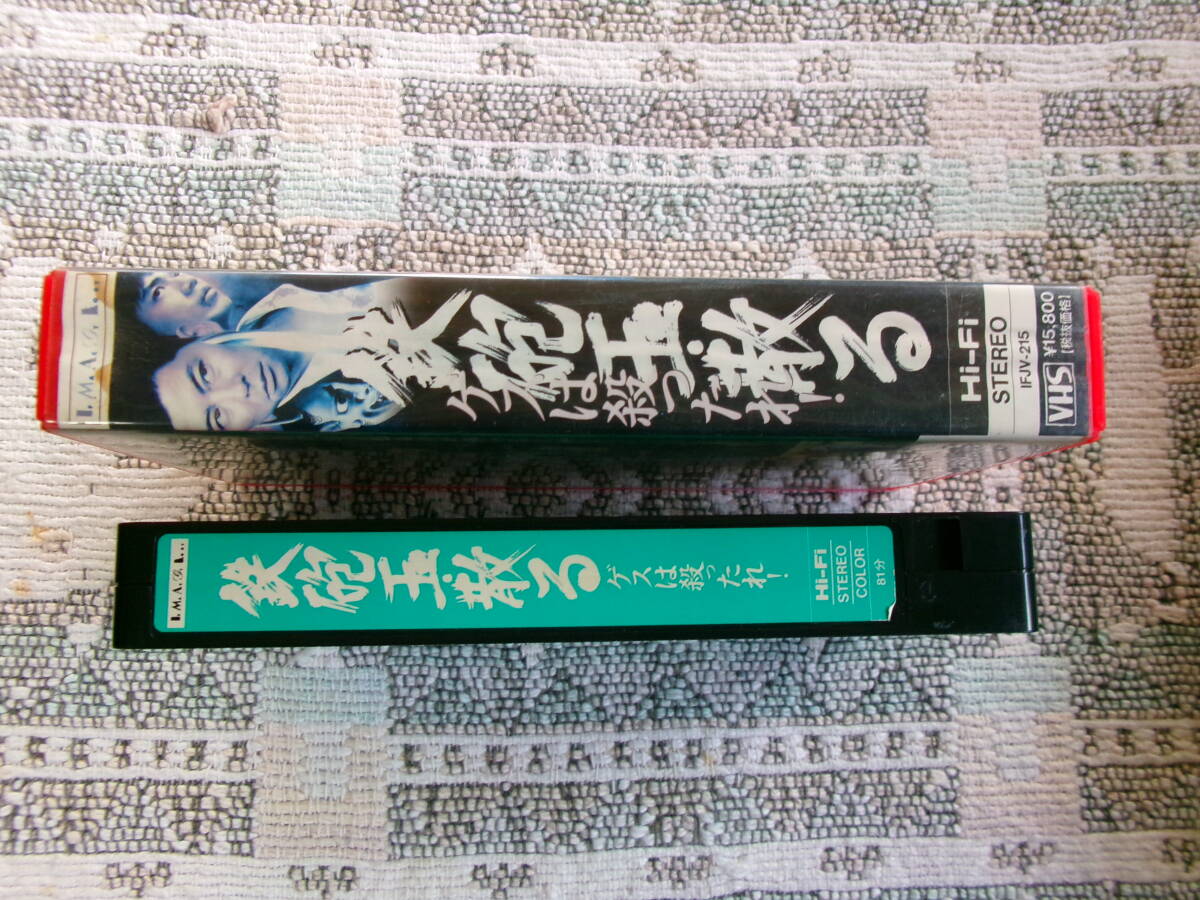 I.M.A.G.E...
鉄砲玉・散る
ゲスは殺ったれ!
Hi-Fi
STEREO
IFJV-215
¥15,800
[税抜価格]
VHS
I.M.A.G.E...
鉄砲玉・散る
ゲスは殺ったれ!
Hi-Fi
STEREO
COLOR
81分